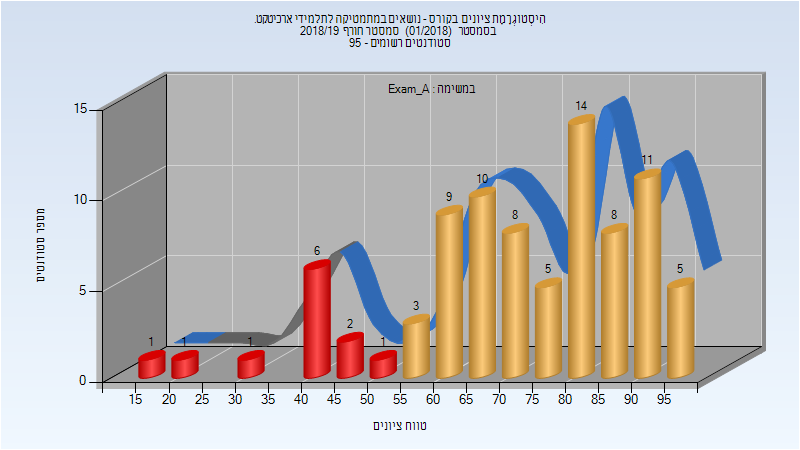 הִיסְטוֹגְרַמַת ציונים בקורס - נושאים במתמטיקה לתלמידי ארכיטקט.
בסמסטר (01/2018) סמסטר חורף 2018/19
סטודנטים רשומים - 95
במשימה : Exam_A
מספר סטודנטים
15
10
5
0
1
1
1
6
2
1
3
9
10
8
5
14
8
11
5
15 20 25 30 35 40 45 50 55 60 65 70 75 80 85 90 95
טווח ציונים